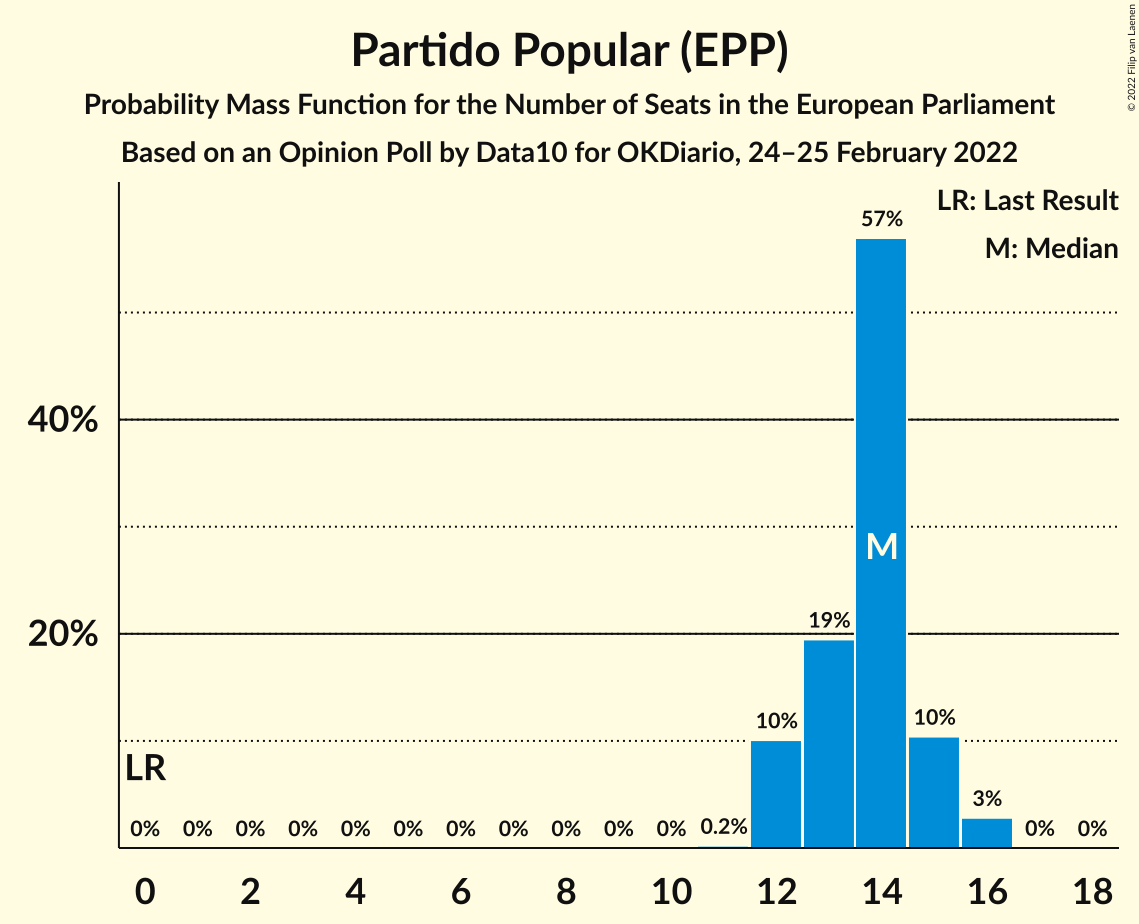 Partido Popular (EPP)
Probability Mass Function for the Number of Seats in the European Parliament
Based on an Opinion Poll by Data10 for OKDiario, 24–25 February 2022
© 2022 Filip van Laenen
LR: Last Result
M: Median
57%
40%
M
19%
20%
10%
10%
LR
3%
0% 0% 0% 0% 0% 0% 0% 0% 0% 0% 0% 0.2% 0% 0%
0 2 4 6 8 10 12 14 16 18